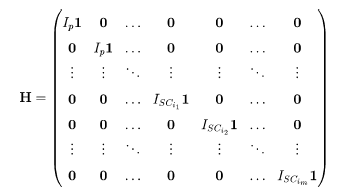 I_p1 0 … 0 0 … 0
0 I_p1 … 0 0 … 0
⋮ ⋮ ⋱ ⋮ ⋮ ⋱ ⋮
H = 0 0 … I_{SC_{i_1}}1 0 … 0
0 0 … 0 I_{SC_{i_2}}1 … 0
⋮ ⋮ ⋱ ⋮ ⋮ ⋱ ⋮
0 0 … 0 0 … I_{SC_{i_m}}1